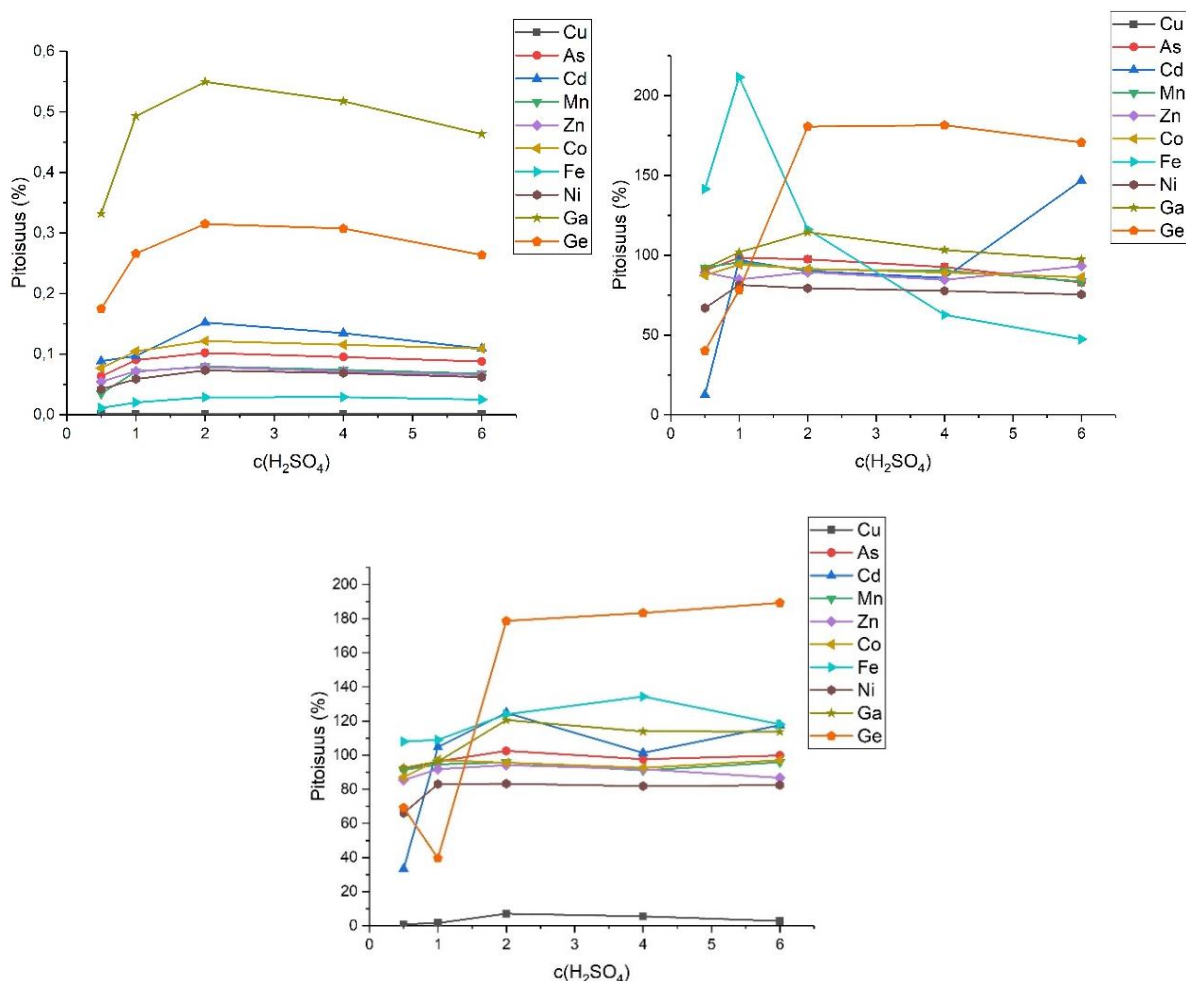 Pitoisuus (%)
0,6
0,5
0,4
0,3
0,2
0,1
0,0
0 1 2 3 4 5 6
c(H₂SO₄)
Cu
As
Cd
Mn
Zn
Co
Fe
Ni
Ga
Ge
Pitoisuus (%)
200
150
100
50
0
0 1 2 3 4 5 6
c(H₂SO₄)
Cu
As
Cd
Mn
Zn
Co
Fe
Ni
Ga
Ge
Pitoisuus (%)
200
180
160
140
120
100
80
60
40
20
0
0 1 2 3 4 5 6
c(H₂SO₄)
Cu
As
Cd
Mn
Zn
Co
Fe
Ni
Ga
Ge